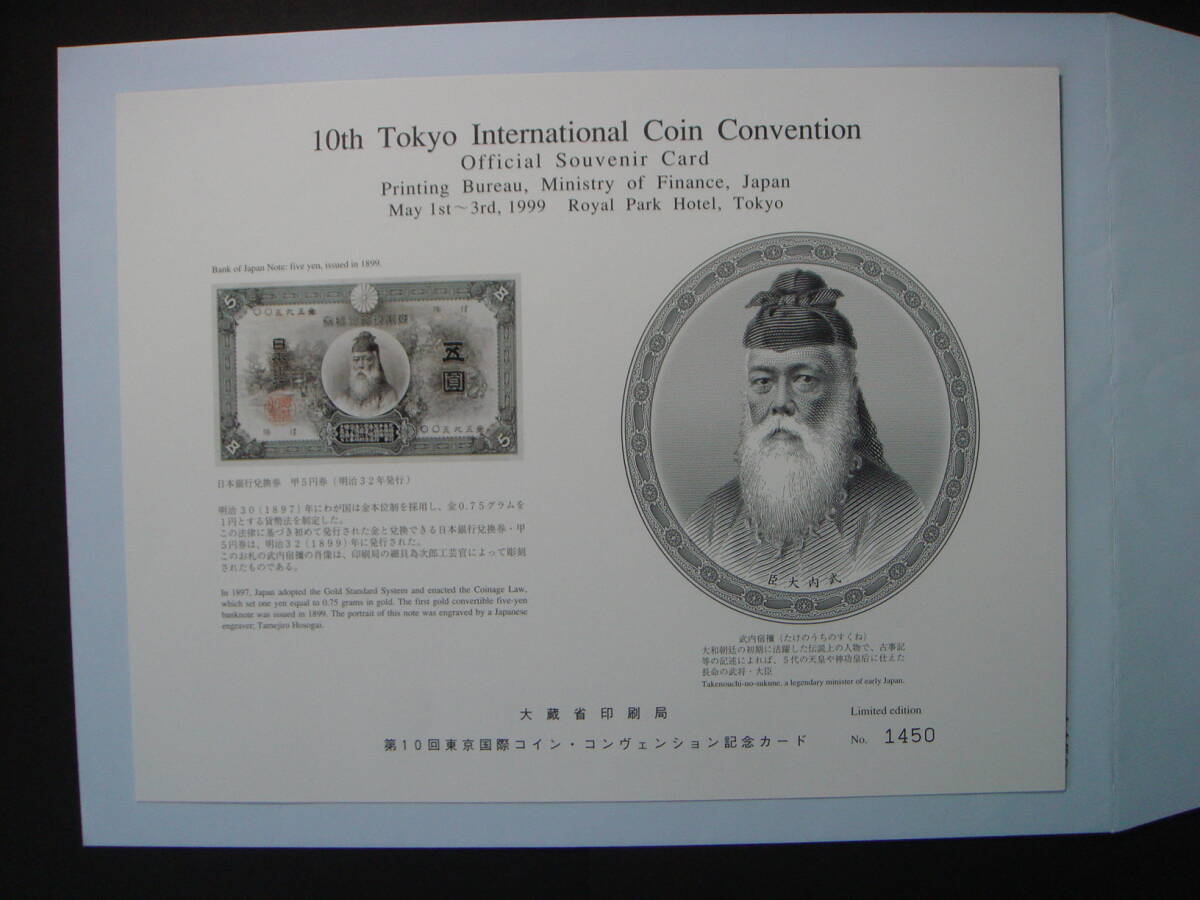 10th Tokyo International Coin Convention
Official Souvenir Card
Printing Bureau, Ministry of Finance, Japan
May 1st～3rd, 1999 Royal Park Hotel, Tokyo
Bank of Japan Note: five yen, issued in 1899.
5
五圓
5
日本銀行兌換券 甲5円券（明治32年発行）
明治30（1897）年にわが国は金本位制を採用し、金0.75グラムを
1円とする貨幣法を制定した。
この法律に基づき初めて発行された金と兌換できる日本銀行兌換券・甲
5円券は、明治32（1899）年に発行された。
このお札の武内宿禰の肖像は、印刷局の細貝為次郎工芸官によって彫刻
されたものである。
In 1897, Japan adopted the Gold Standard System and enacted the Coinage Law,
which set one yen equal to 0.75 grams in gold. The first gold convertible five-yen
banknote was issued in 1899. The portrait of this note was engraved by a Japanese
engraver; Tamejiro Hosogai.
臣大内武
武内宿禰（たけのうちのすくね）
大和朝廷の初期に活躍した伝説上の人物で、古事記
等の記述によれば、5代の天皇や神功皇后に仕えた
長命の武将・大臣
Takenouchi-no-sukune, a legendary minister of early Japan.
大蔵省印刷局
第10回東京国際コイン・コンヴェンション記念カード
Limited edition
No. 1450